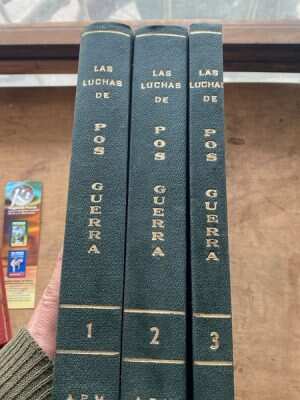 LAS
LUCHAS
DE
POS
GUERRA
1
A.P.M.
LAS
LUCHAS
DE
POS
GUERRA
2
LAS
LUCHAS
DE
POS
GUERRA
3